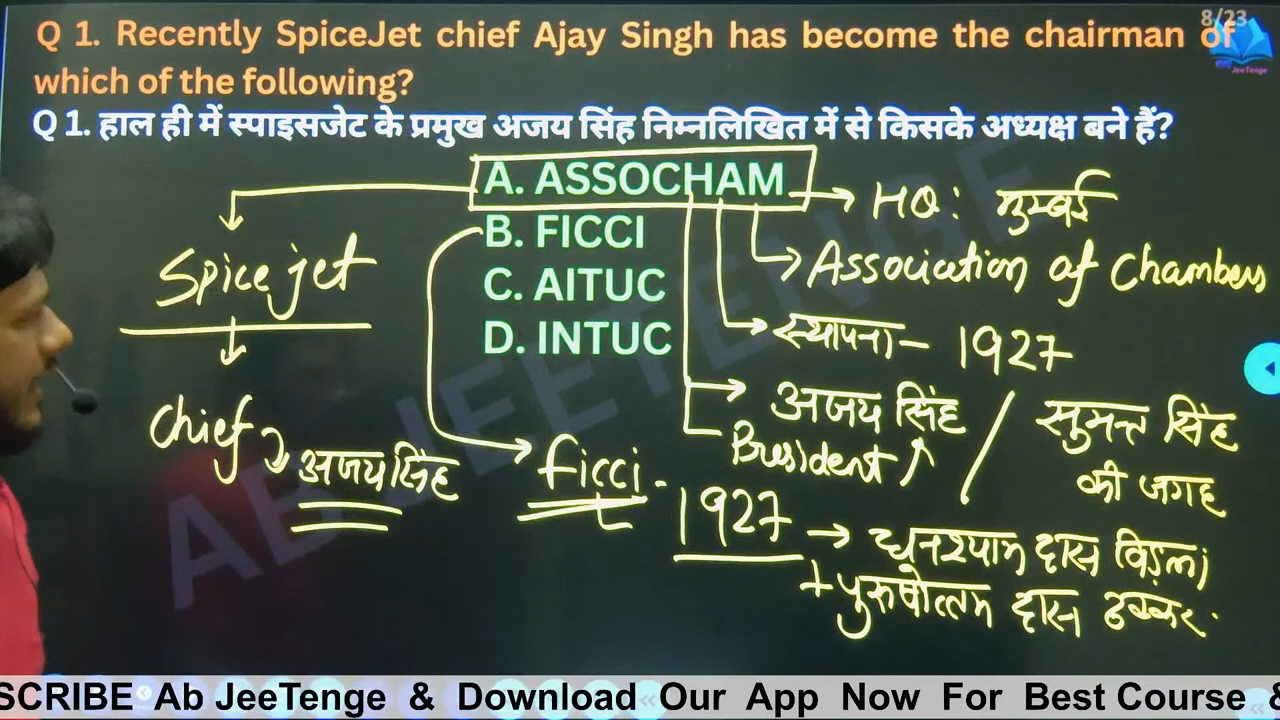 8/23
Q 1. Recently SpiceJet chief Ajay Singh has become the chairman of
which of the following?
Q 1. हाल ही में स्पाइसजेट के प्रमुख अजय सिंह निम्नलिखित में से किसके अध्यक्ष बने हैं?
A. ASSOCHAM
B. FICCI
C. AITUC
D. INTUC
HQ: मुम्बई
Association of Chambers
स्थापना - 1927
अजय सिंह / सुमन्त सिंह
President
की जगह
Spice jet
chief
अजय सिंह
ficci - 1927
घनश्याम दास बिड़ला
+ पुरुषोत्तम दास ठक्कर.
AB JEETENGE
JeeTenge
SCRIBE Ab JeeTenge & Download Our App Now For Best Course &